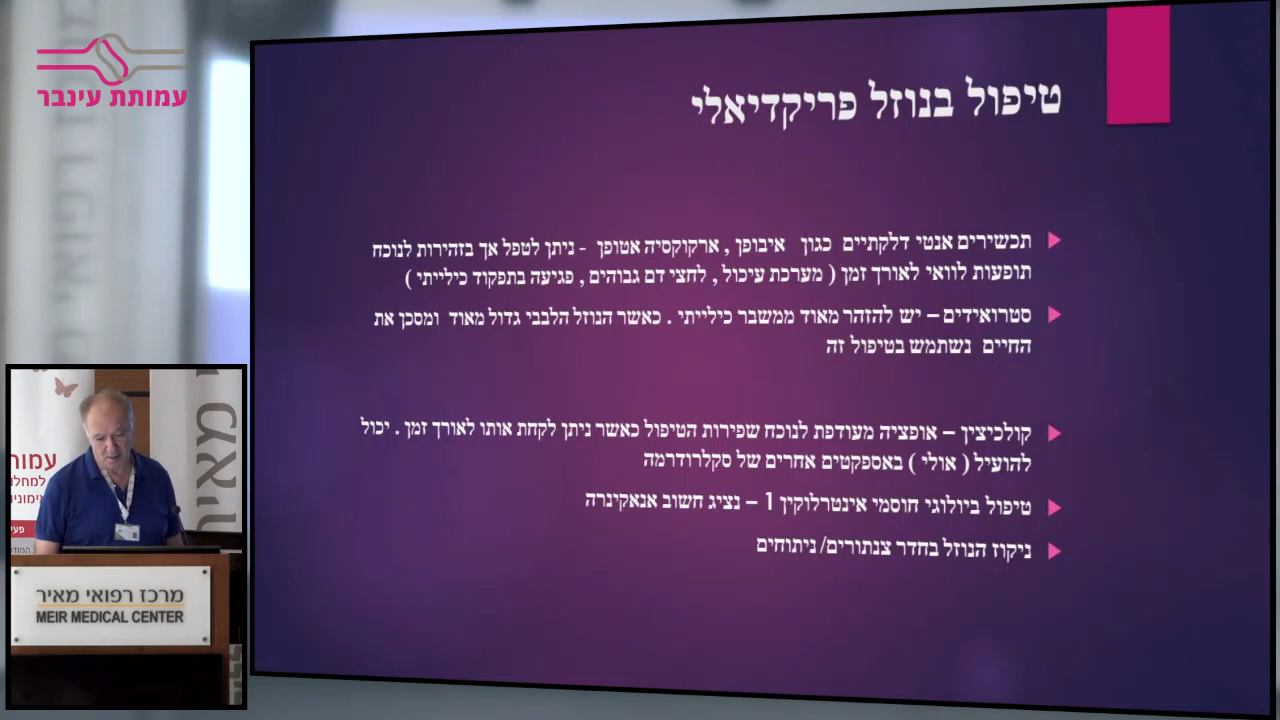 עמותת עינבר
טיפול בנוזל פריקדיאלי
תכשירים אנטי דלקתיים כגון איבופן , ארקוקסיה אטופן - ניתן לטפל אך בזהירות לנוכח
תופעות לוואי לאורך זמן ( מערכת עיכול , לחצי דם גבוהים , פגיעה בתפקוד כילייתי )
סטרואידים – יש להזהר מאוד ממשבר כילייתי . כאשר הנוזל הלבבי גדול מאוד ומסכן את
החיים נשתמש בטיפול זה
קולכיצין – אופציה מעודפת לנוכח שפירות הטיפול כאשר ניתן לקחת אותו לאורך זמן . יכול
להועיל ( אולי ) באספקטים אחרים של סקלרודרמה
טיפול ביולוגי חוסמי אינטרלוקין 1 – נציג חשוב אנאקינרה
ניקוז הנוזל בחדר צנתורים/ ניתוחים
מרכז רפואי מאיר
MEIR MEDICAL CENTER